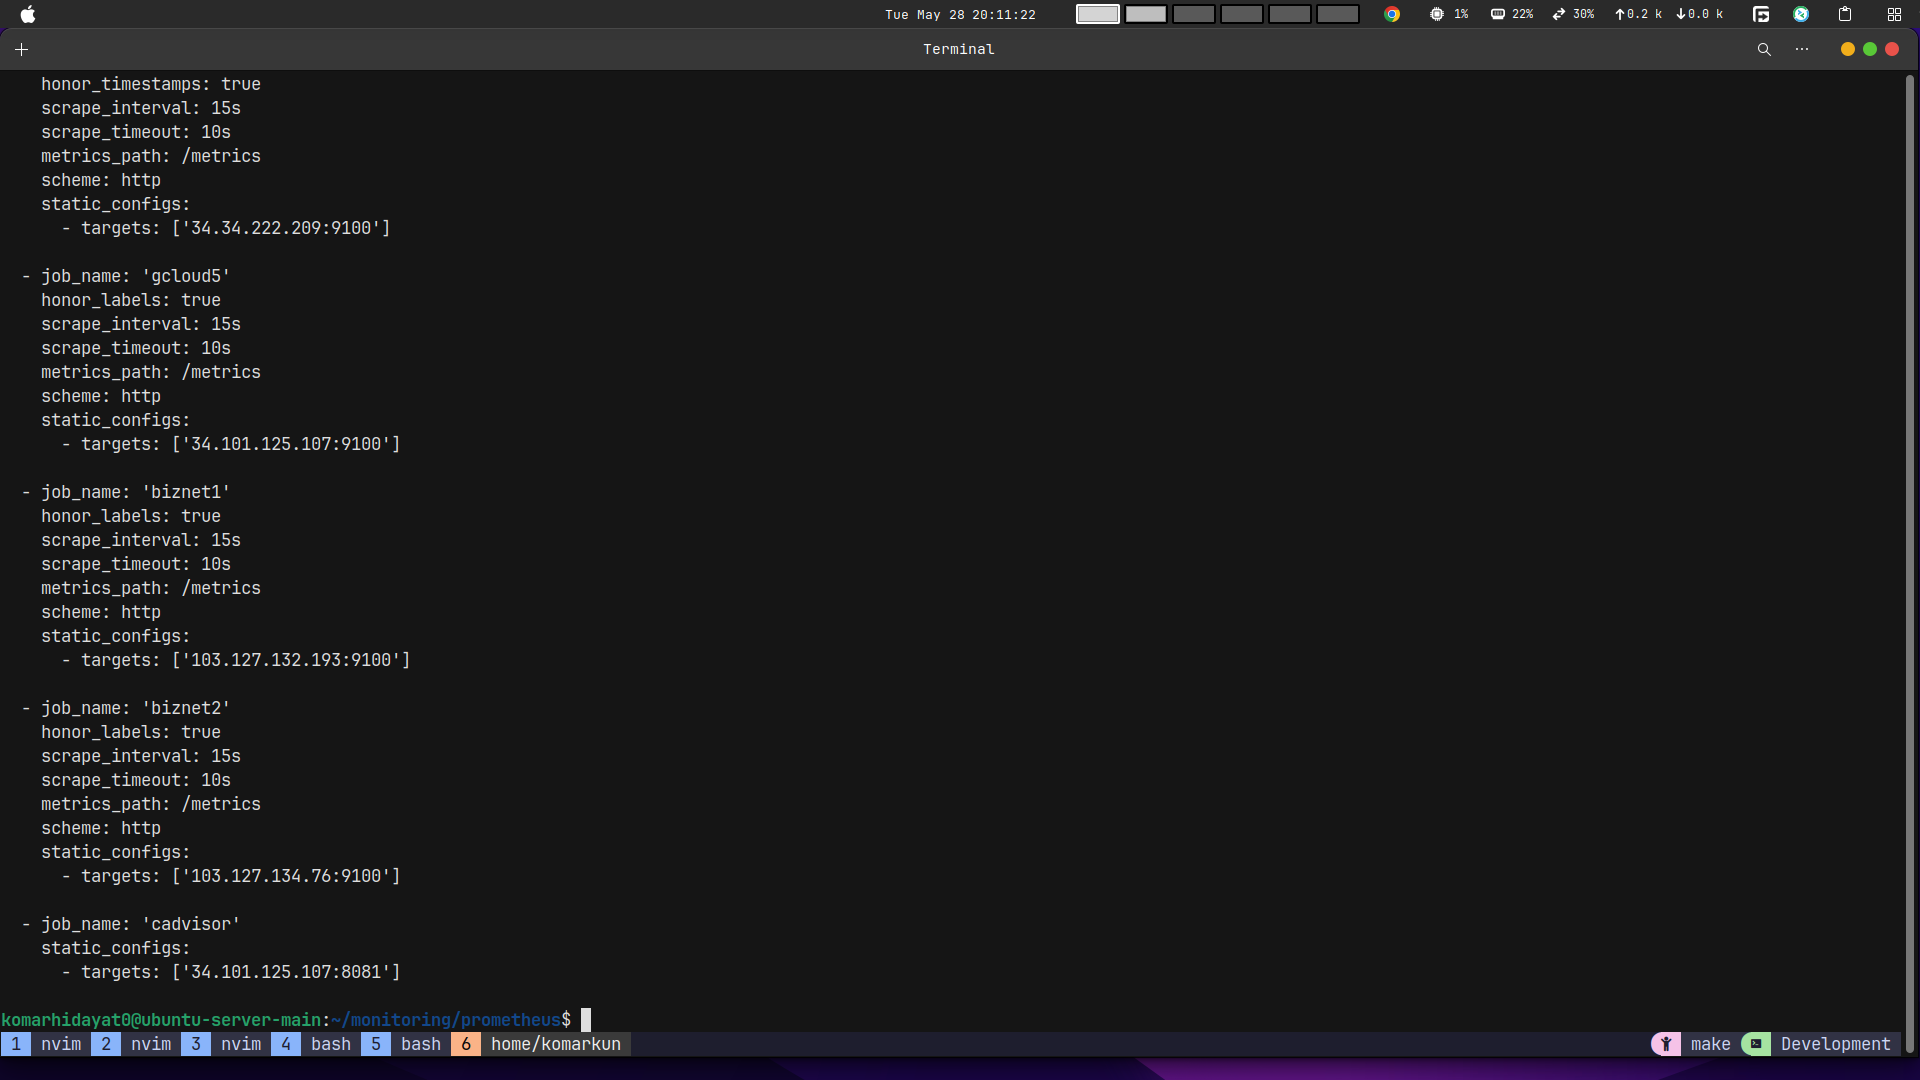 Tue May 28 20:11:22
1%
22%
30%
0.2 k
0.0 k
Terminal
honor_timestamps: true
scrape_interval: 15s
scrape_timeout: 10s
metrics_path: /metrics
scheme: http
static_configs:
- targets: ['34.34.222.209:9100']
- job_name: 'gcloud5'
honor_labels: true
scrape_interval: 15s
scrape_timeout: 10s
metrics_path: /metrics
scheme: http
static_configs:
- targets: ['34.101.125.107:9100']
- job_name: 'biznet1'
honor_labels: true
scrape_interval: 15s
scrape_timeout: 10s
metrics_path: /metrics
scheme: http
static_configs:
- targets: ['103.127.132.193:9100']
- job_name: 'biznet2'
honor_labels: true
scrape_interval: 15s
scrape_timeout: 10s
metrics_path: /metrics
scheme: http
static_configs:
- targets: ['103.127.134.76:9100']
- job_name: 'cadvisor'
static_configs:
- targets: ['34.101.125.107:8081']
komarhidayat0@ubuntu-server-main:~/monitoring/prometheus$
1 nvim 2 nvim 3 nvim 4 bash 5 bash 6 home/komarkun make Development